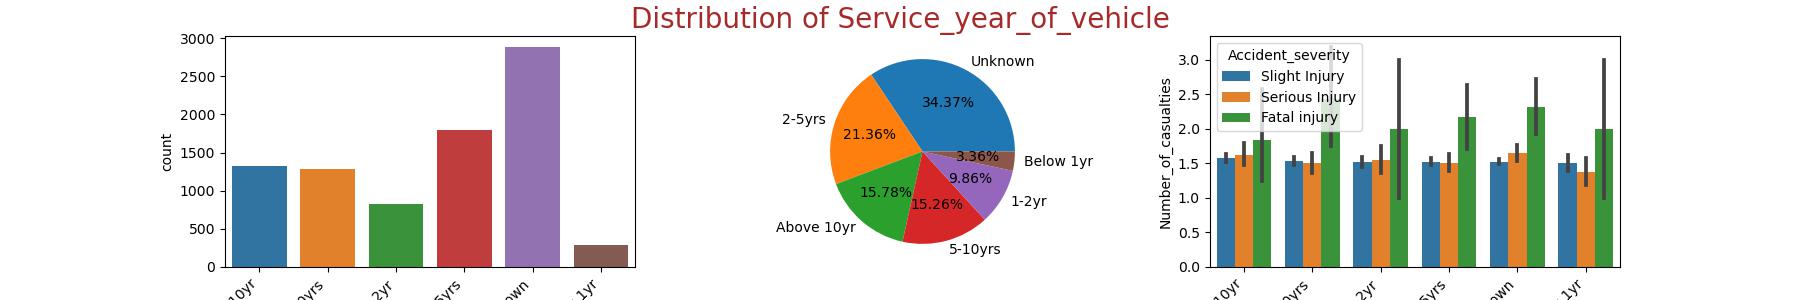 Distribution of Service_year_of_vehicle
count
3000
2500
2000
1500
1000
500
0
10yr
0yrs
2yr
5yrs
own
1yr
Unknown
34.37%
2-5yrs
21.36%
Above 10yr
15.78%
5-10yrs
15.26%
1-2yr
9.86%
Below 1yr
3.36%
Number_of_casualties
3.0
2.5
2.0
1.5
1.0
0.5
0.0
Accident_severity
Slight Injury
Serious Injury
Fatal injury
10yr
0yrs
2yr
5yrs
own
1yr